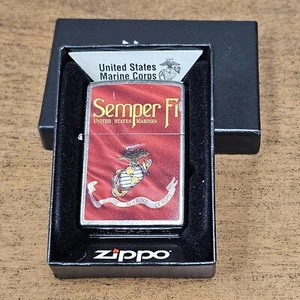 United States
Marine Corps
Semper Fi
UNITED STATES MARINES
zippo